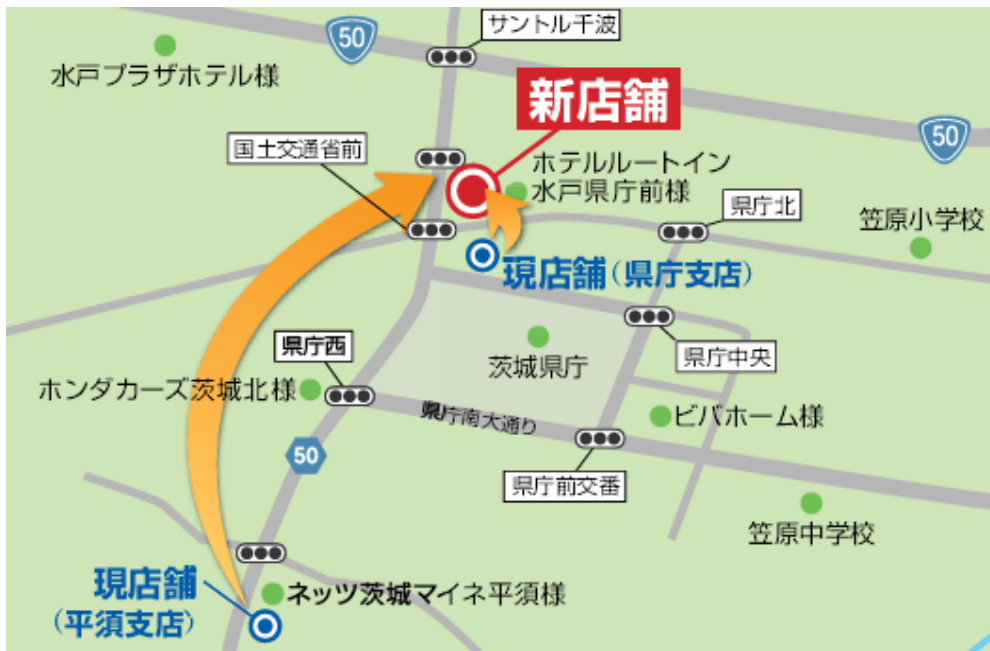 サントル千波
50
水戸プラザホテル様
新店舗
50
国土交通省前
ホテルルートイン
水戸県庁前様
県庁北
笠原小学校
現店舗(県庁支店)
県庁西
茨城県庁
県庁中央
ホンダカーズ茨城北様
県庁南大通り
ビバホーム様
50
県庁前交番
笠原中学校
現店舗
(平須支店)
ネッツ茨城マイネ平須様